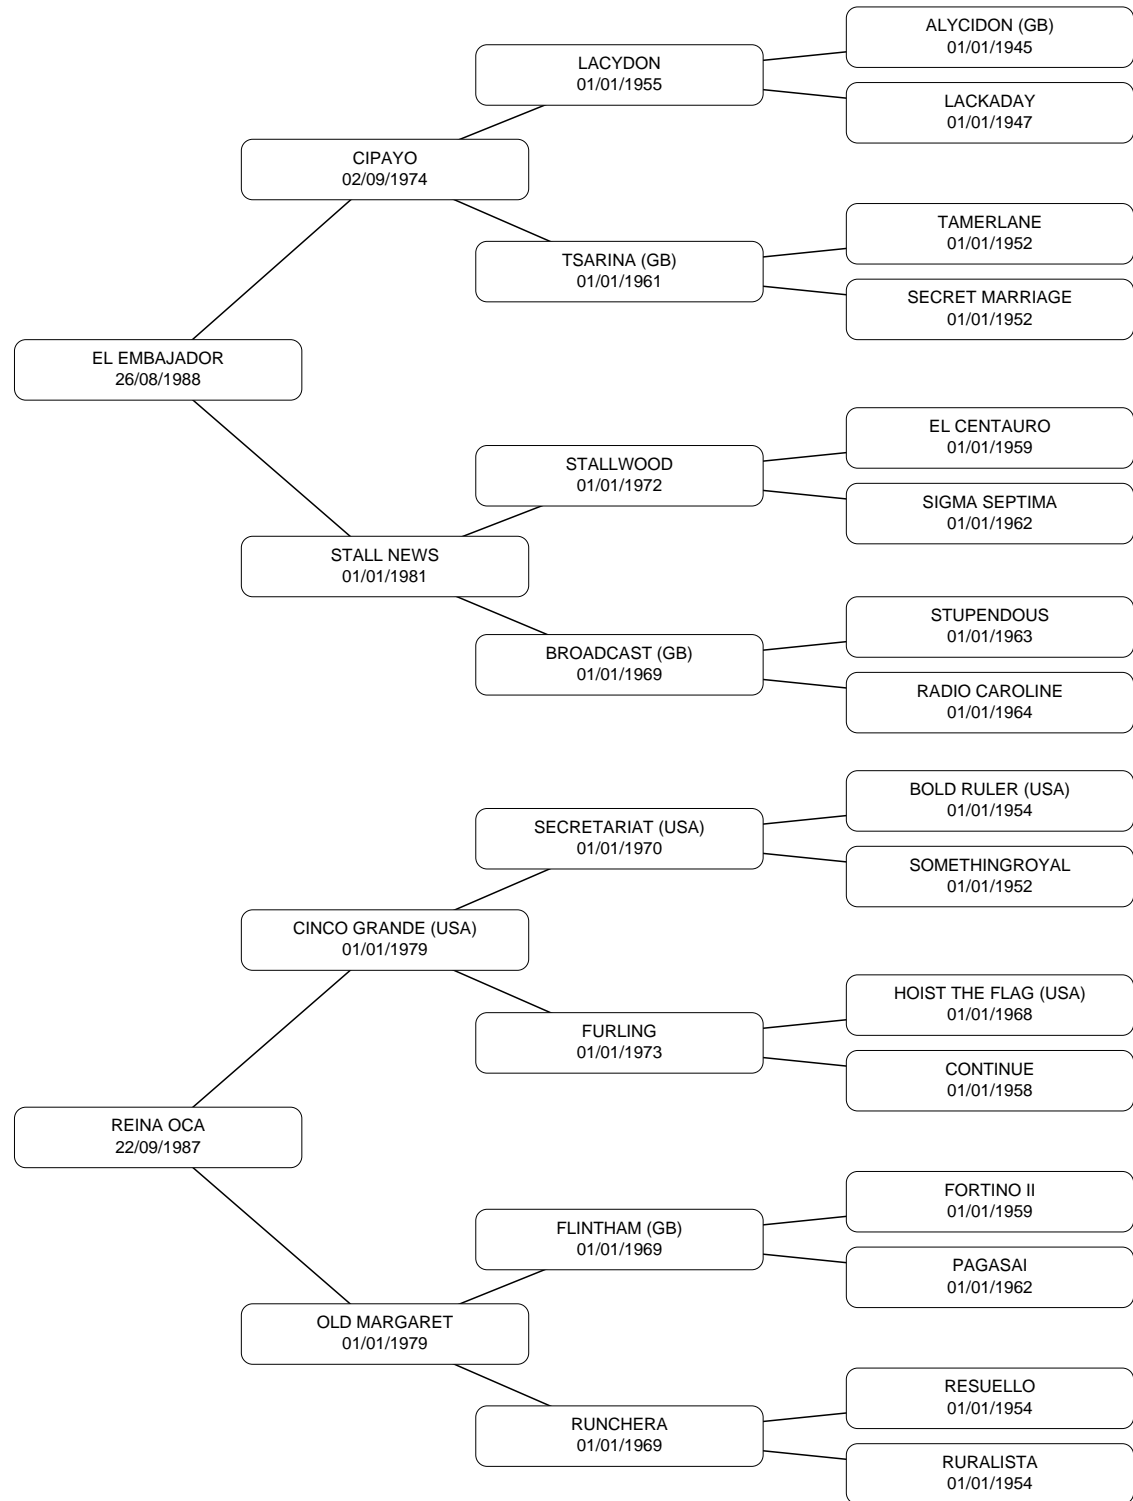 ALYCIDON (GB)
01/01/1945
LACYDON
01/01/1955
LACKADAY
01/01/1947
CIPAYO
02/09/1974
TAMERLANE
01/01/1952
TSARINA (GB)
01/01/1961
SECRET MARRIAGE
01/01/1952
EL EMBAJADOR
26/08/1988
EL CENTAURO
01/01/1959
STALLWOOD
01/01/1972
SIGMA SEPTIMA
01/01/1962
STALL NEWS
01/01/1981
STUPENDOUS
01/01/1963
BROADCAST (GB)
01/01/1969
RADIO CAROLINE
01/01/1964
BOLD RULER (USA)
01/01/1954
SECRETARIAT (USA)
01/01/1970
SOMETHINGROYAL
01/01/1952
CINCO GRANDE (USA)
01/01/1979
HOIST THE FLAG (USA)
01/01/1968
FURLING
01/01/1973
CONTINUE
01/01/1958
REINA OCA
22/09/1987
FORTINO II
01/01/1959
FLINTHAM (GB)
01/01/1969
PAGASAI
01/01/1962
OLD MARGARET
01/01/1979
RESUELLO
01/01/1954
RUNCHERA
01/01/1969
RURALISTA
01/01/1954